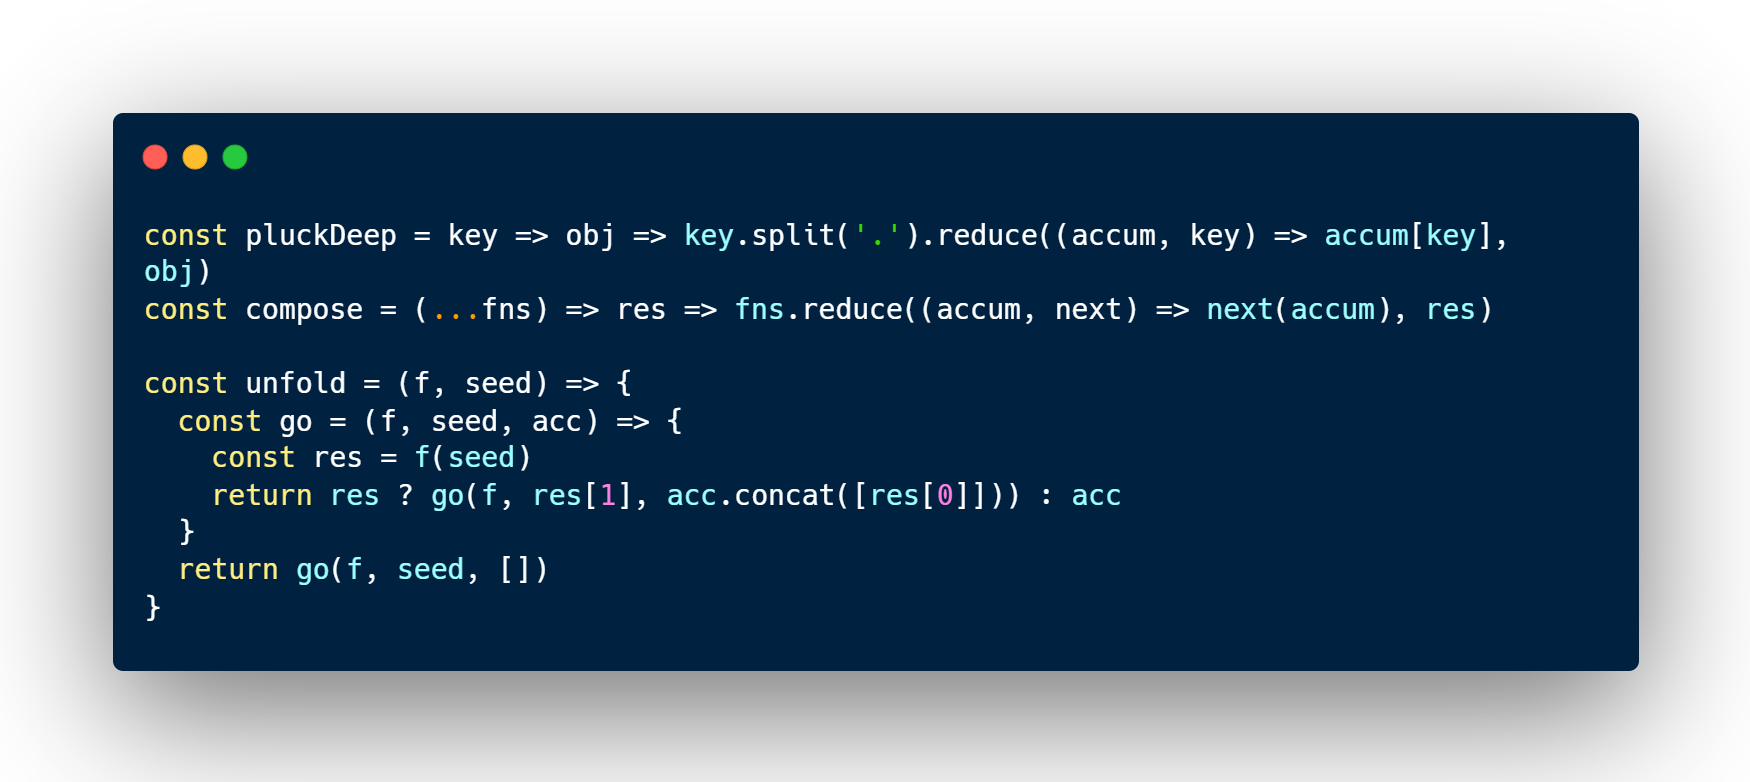 const pluckDeep = key => obj => key.split('.').reduce((accum, key) => accum[key],
obj)
const compose = (...fns) => res => fns.reduce((accum, next) => next(accum), res)

const unfold = (f, seed) => {
  const go = (f, seed, acc) => {
    const res = f(seed)
    return res ? go(f, res[1], acc.concat([res[0]])) : acc
  }
  return go(f, seed, [])
}